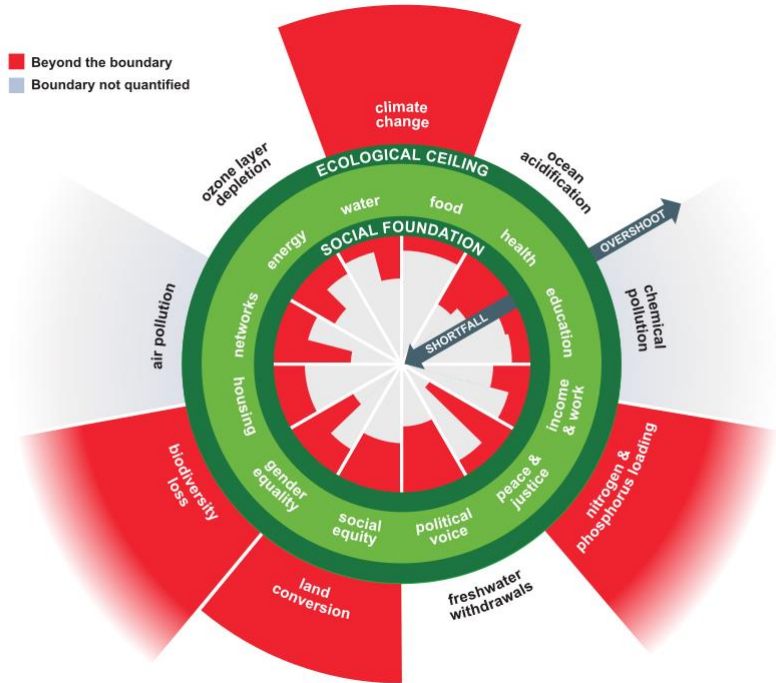 Beyond the boundary
Boundary not quantified
climate
change
ozone layer
depletion
ocean
acidification
ECOLOGICAL CEILING
OVERSHOOT
water
food
energy
health
SOCIAL FOUNDATION
air pollution
networks
SHORTFALL
education
chemical
pollution
housing
income
& work
biodiversity
loss
gender
equality
social
equity
political
voice
peace &
justice
nitrogen &
phosphorus loading
land
conversion
freshwater
withdrawals